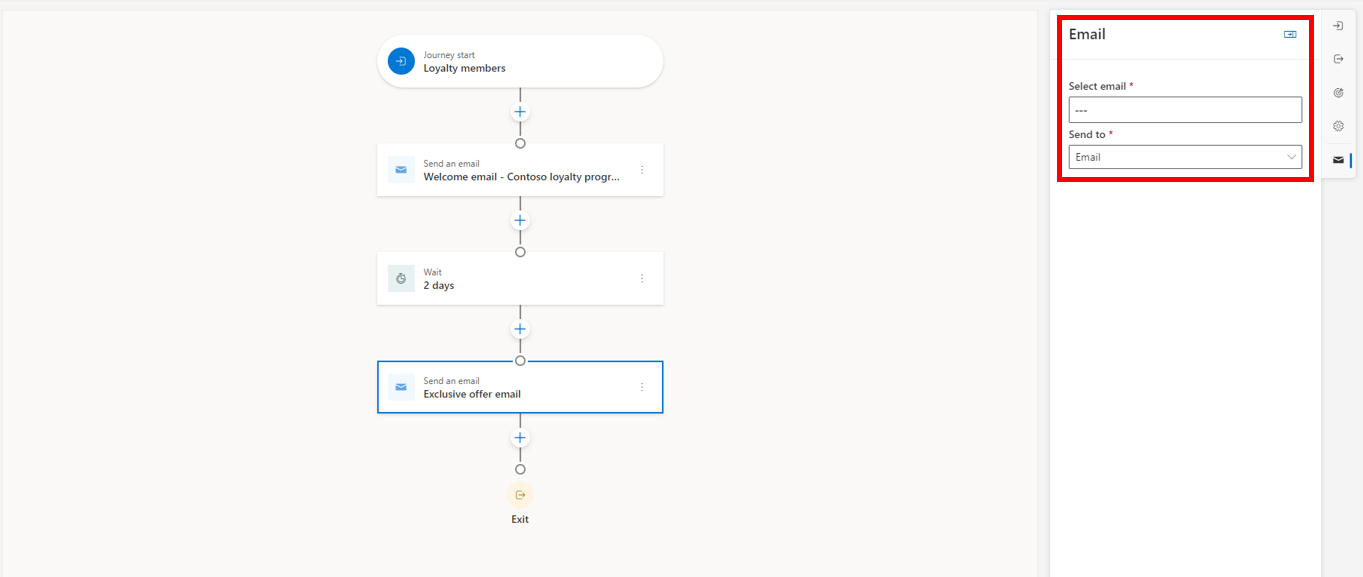 Journey start
Loyalty members
Send an email
Welcome email - Contoso loyalty progr...
Wait
2 days
Send an email
Exclusive offer email
Exit
Email
Select email *
---
Send to *
Email